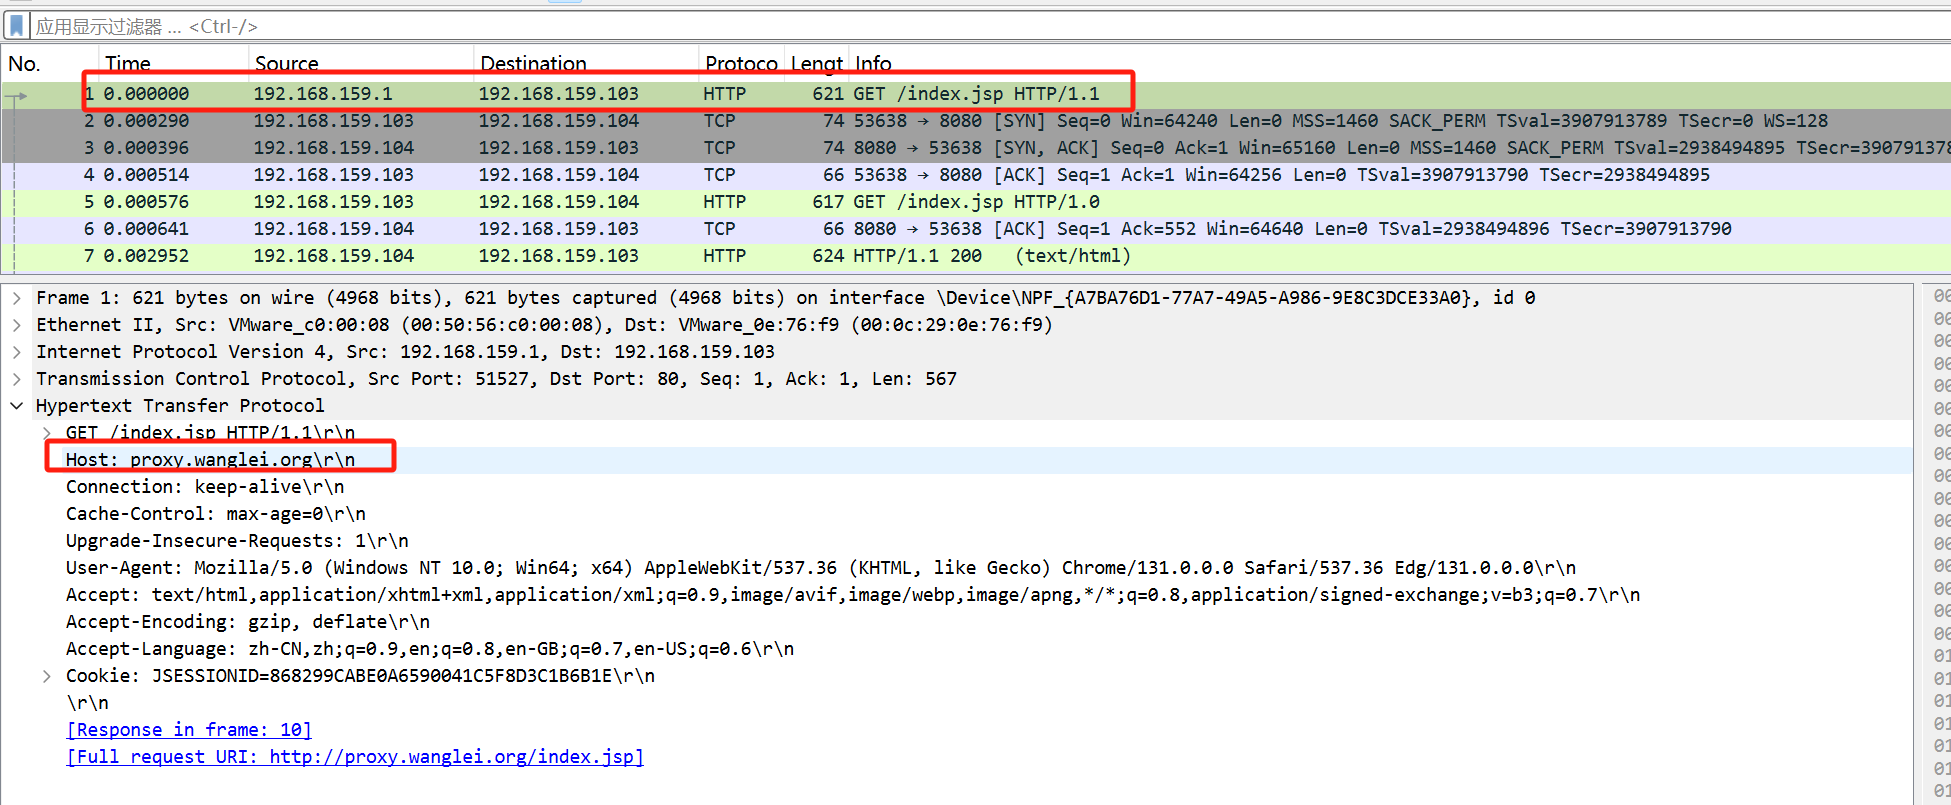 应用显示过滤器 … <Ctrl-/>
No. Time Source Destination Protoco Lengt Info
1 0.000000 192.168.159.1 192.168.159.103 HTTP 621 GET /index.jsp HTTP/1.1
2 0.000290 192.168.159.103 192.168.159.104 TCP 74 53638 → 8080 [SYN] Seq=0 Win=64240 Len=0 MSS=1460 SACK_PERM TSval=3907913789 TSecr=0 WS=128
3 0.000396 192.168.159.104 192.168.159.103 TCP 74 8080 → 53638 [SYN, ACK] Seq=0 Ack=1 Win=65160 Len=0 MSS=1460 SACK_PERM TSval=2938494895 TSecr=390791378
4 0.000514 192.168.159.103 192.168.159.104 TCP 66 53638 → 8080 [ACK] Seq=1 Ack=1 Win=64256 Len=0 TSval=3907913790 TSecr=2938494895
5 0.000576 192.168.159.103 192.168.159.104 HTTP 617 GET /index.jsp HTTP/1.0
6 0.000641 192.168.159.104 192.168.159.103 TCP 66 8080 → 53638 [ACK] Seq=1 Ack=552 Win=64640 Len=0 TSval=2938494896 TSecr=3907913790
7 0.002952 192.168.159.104 192.168.159.103 HTTP 624 HTTP/1.1 200 (text/html)
Frame 1: 621 bytes on wire (4968 bits), 621 bytes captured (4968 bits) on interface \Device\NPF_{A7BA76D1-77A7-49A5-A986-9E8C3DCE33A0}, id 0
Ethernet II, Src: VMware_c0:00:08 (00:50:56:c0:00:08), Dst: VMware_0e:76:f9 (00:0c:29:0e:76:f9)
Internet Protocol Version 4, Src: 192.168.159.1, Dst: 192.168.159.103
Transmission Control Protocol, Src Port: 51527, Dst Port: 80, Seq: 1, Ack: 1, Len: 567
Hypertext Transfer Protocol
GET /index.jsp HTTP/1.1\r\n
Host: proxy.wanglei.org\r\n
Connection: keep-alive\r\n
Cache-Control: max-age=0\r\n
Upgrade-Insecure-Requests: 1\r\n
User-Agent: Mozilla/5.0 (Windows NT 10.0; Win64; x64) AppleWebKit/537.36 (KHTML, like Gecko) Chrome/131.0.0.0 Safari/537.36 Edg/131.0.0.0\r\n
Accept: text/html,application/xhtml+xml,application/xml;q=0.9,image/avif,image/webp,image/apng,*/*;q=0.8,application/signed-exchange;v=b3;q=0.7\r\n
Accept-Encoding: gzip, deflate\r\n
Accept-Language: zh-CN,zh;q=0.9,en;q=0.8,en-GB;q=0.7,en-US;q=0.6\r\n
Cookie: JSESSIONID=868299CABE0A6590041C5F8D3C1B6B1E\r\n
\r\n
[Response in frame: 10]
[Full request URI: http://proxy.wanglei.org/index.jsp]